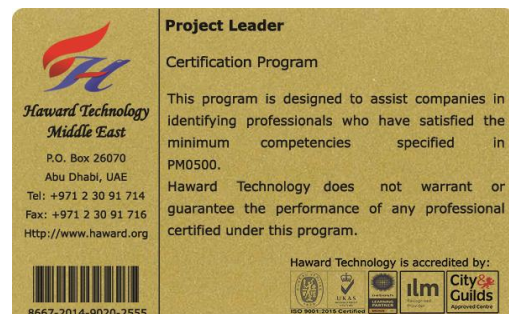 Haward Technology
Middle East
P.O. Box 26070
Abu Dhabi, UAE
Tel: +971 2 30 91 714
Fax: +971 2 30 91 716
Http://www.haward.org
8667-2014-9020-2555
Project Leader
Certification Program
This program is designed to assist companies in
identifying professionals who have satisfied the
minimum competencies specified in
PM0500.
Haward Technology does not warrant or
guarantee the performance of any professional
certified under this program.
Haward Technology is accredited by:
UKAS
ISO 9001:2015 Certified
ilm
City &
Guilds
Approved Centre